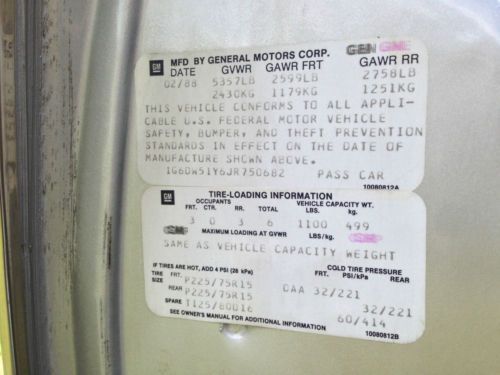 GM MFD BY GENERAL MOTORS CORP. GEN GNE
DATE GVWR GAWR FRT GAWR RR
02/88 5357LB 2599LB 2758LB
2430KG 1179KG 1251KG
THIS VEHICLE CONFORMS TO ALL APPLI-
CABLE U.S. FEDERAL MOTOR VEHICLE
SAFETY, BUMPER, AND THEFT PREVENTION
STANDARDS IN EFFECT ON THE DATE OF
MANUFACTURE SHOWN ABOVE.
1G6DW51Y6JR750682 PASS CAR
10080812A
GM TIRE-LOADING INFORMATION
OCCUPANTS VEHICLE CAPACITY WT.
FRT. CTR. RR. TOTAL LBS. kg.
3 0 3 6 1100 499
MAXIMUM LOADING AT GVWR LBS/kg.
SAME AS VEHICLE CAPACITY WEIGHT
IF TIRES ARE HOT, ADD 4 PSI (28 kPa) COLD TIRE PRESSURE
TIRE SIZE FRT. FRT. PSI/kPa REAR
P225/75R15 DAA 32/221
REAR P225/75R15 32/221
SPARE T125/80D16 60/414
SEE OWNER'S MANUAL FOR ADDITIONAL INFORMATION 10080812B